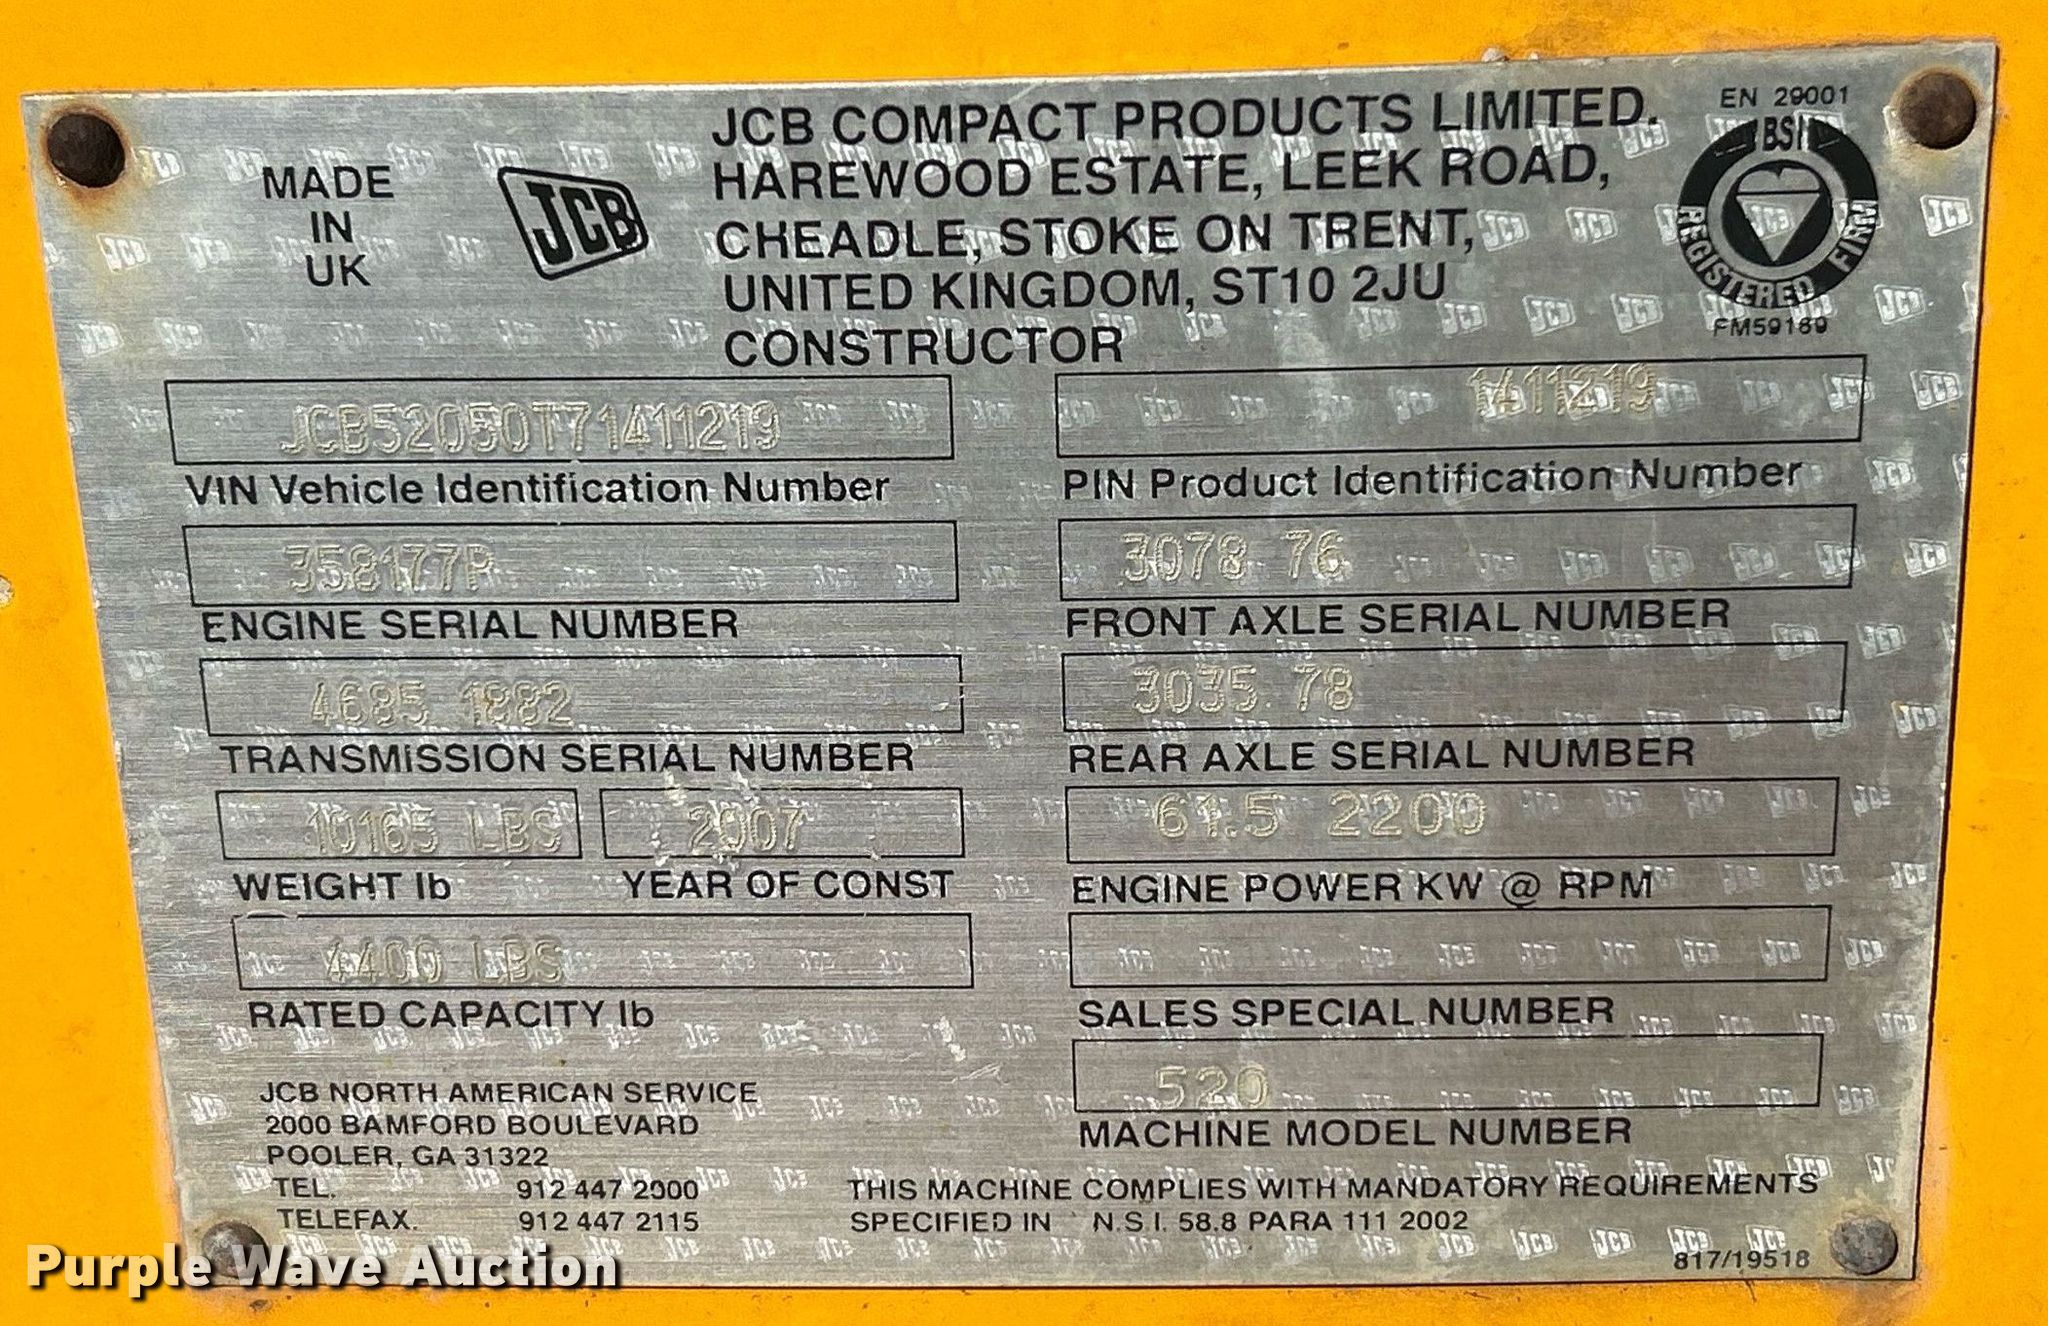 MADE
IN
UK
JCB
JCB COMPACT PRODUCTS LIMITED.
HAREWOOD ESTATE, LEEK ROAD,
CHEADLE, STOKE ON TRENT,
UNITED KINGDOM, ST10 2JU
CONSTRUCTOR
EN 29001
BSI
REGISTERED FIRM
FM59189
JCB52050T71411219
VIN Vehicle Identification Number
1411219
PIN Product Identification Number
358177P
ENGINE SERIAL NUMBER
3078 76
FRONT AXLE SERIAL NUMBER
4685 1882
TRANSMISSION SERIAL NUMBER
3035.78
REAR AXLE SERIAL NUMBER
10165 LBS
WEIGHT lb
2007
YEAR OF CONST
61.5 2200
ENGINE POWER KW @ RPM
4400 LBS
RATED CAPACITY lb
SALES SPECIAL NUMBER
520
MACHINE MODEL NUMBER
JCB NORTH AMERICAN SERVICE
2000 BAMFORD BOULEVARD
POOLER, GA 31322
TEL. 912 447 2000
TELEFAX. 912 447 2115
THIS MACHINE COMPLIES WITH MANDATORY REQUIREMENTS
SPECIFIED IN N.S.I. 58.8 PARA 111 2002
817/19518
Purple Wave Auction